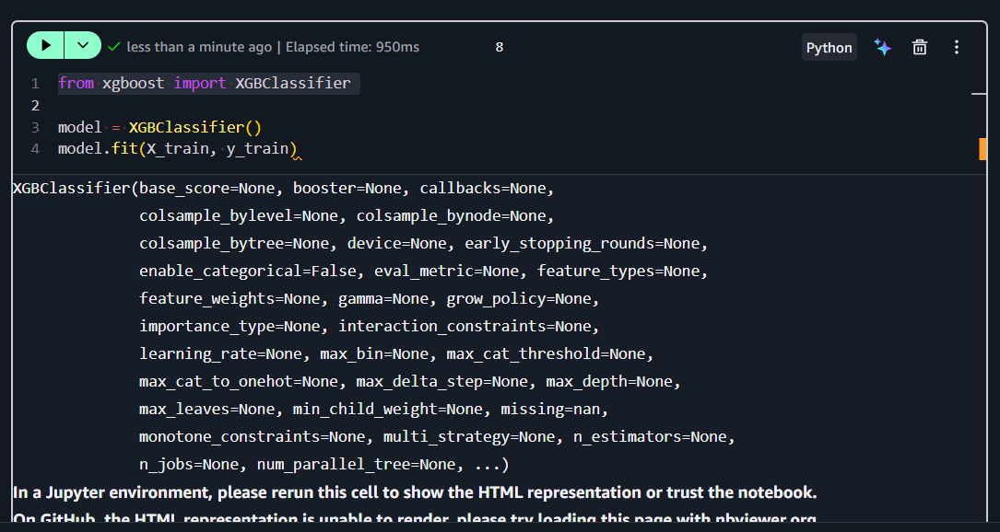 less than a minute ago | Elapsed time: 950ms 8 Python
1 from xgboost import XGBClassifier
2
3 model = XGBClassifier()
4 model.fit(X_train, y_train)
XGBClassifier(base_score=None, booster=None, callbacks=None,
colsample_bylevel=None, colsample_bynode=None,
colsample_bytree=None, device=None, early_stopping_rounds=None,
enable_categorical=False, eval_metric=None, feature_types=None,
feature_weights=None, gamma=None, grow_policy=None,
importance_type=None, interaction_constraints=None,
learning_rate=None, max_bin=None, max_cat_threshold=None,
max_cat_to_onehot=None, max_delta_step=None, max_depth=None,
max_leaves=None, min_child_weight=None, missing=nan,
monotone_constraints=None, multi_strategy=None, n_estimators=None,
n_jobs=None, num_parallel_tree=None, ...)
In a Jupyter environment, please rerun this cell to show the HTML representation or trust the notebook.
On GitHub, the HTML representation is unable to render, please try loading this page with nbviewer.org.